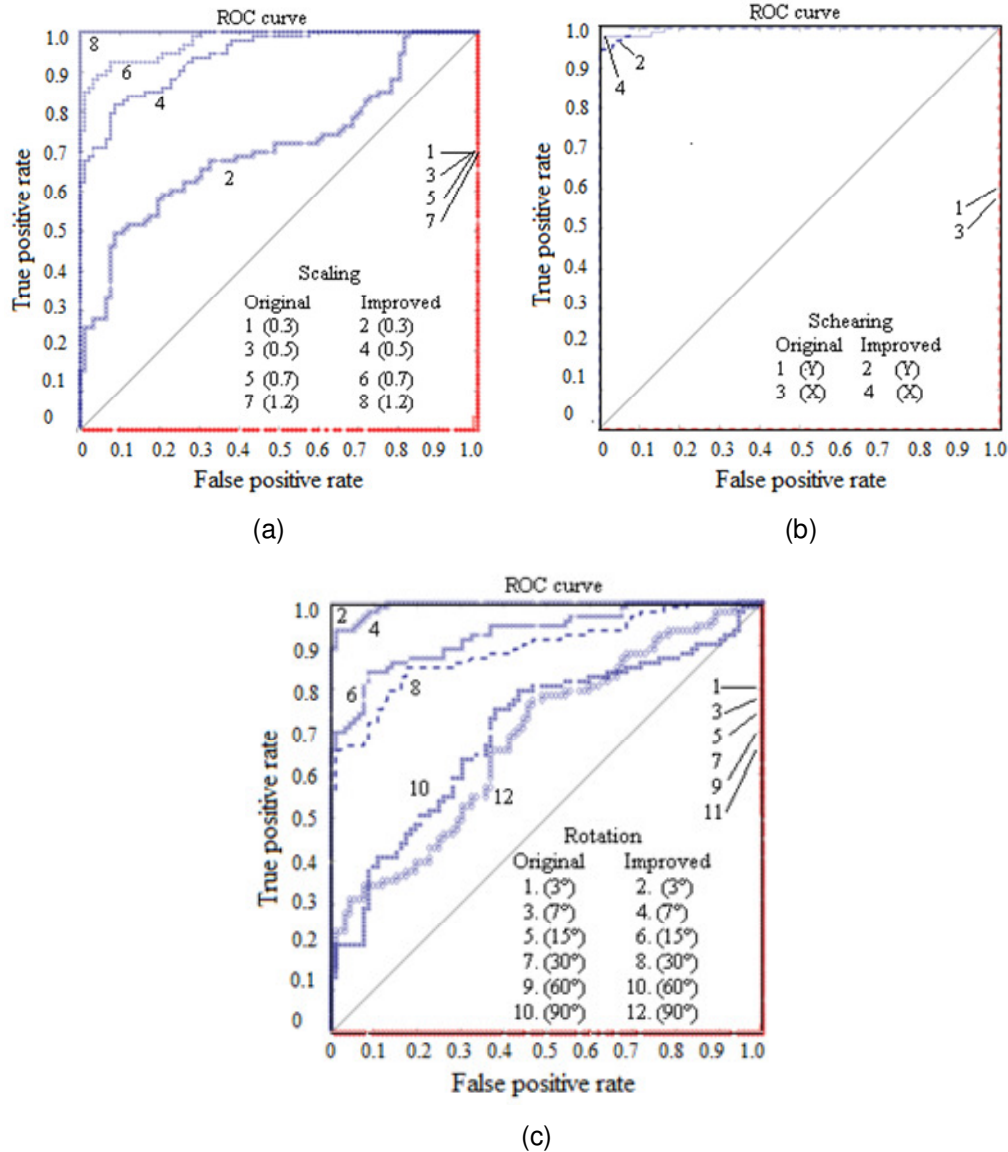 ROC curve
1.0
0.9
0.8
0.7
0.6
0.5
0.4
0.3
0.2
0.1
0
True positive rate
8
6
4
2
1
3
5
7
Scaling
Original Improved
1 (0.3) 2 (0.3)
3 (0.5) 4 (0.5)
5 (0.7) 6 (0.7)
7 (1.2) 8 (1.2)
0 0.1 0.2 0.3 0.4 0.5 0.6 0.7 0.8 0.9 1.0
False positive rate
(a)
ROC curve
1.0
0.9
0.8
0.7
0.6
0.5
0.4
0.3
0.2
0.1
0
True positive rate
2
4
1
3
Schearing
Original Improved
1 (Y) 2 (Y)
3 (X) 4 (X)
0 0.1 0.2 0.3 0.4 0.5 0.6 0.7 0.8 0.9 1.0
False positive rate
(b)
ROC curve
1.0
0.9
0.8
0.7
0.6
0.5
0.4
0.3
0.2
0.1
0
True positive rate
2
4
6
8
10
12
1
3
5
7
9
11
Rotation
Original Improved
1. (3°) 2. (3°)
3. (7°) 4. (7°)
5. (15°) 6. (15°)
7. (30°) 8. (30°)
9. (60°) 10. (60°)
10. (90°) 12. (90°)
0 0.1 0.2 0.3 0.4 0.5 0.6 0.7 0.8 0.9 1.0
False positive rate
(c)